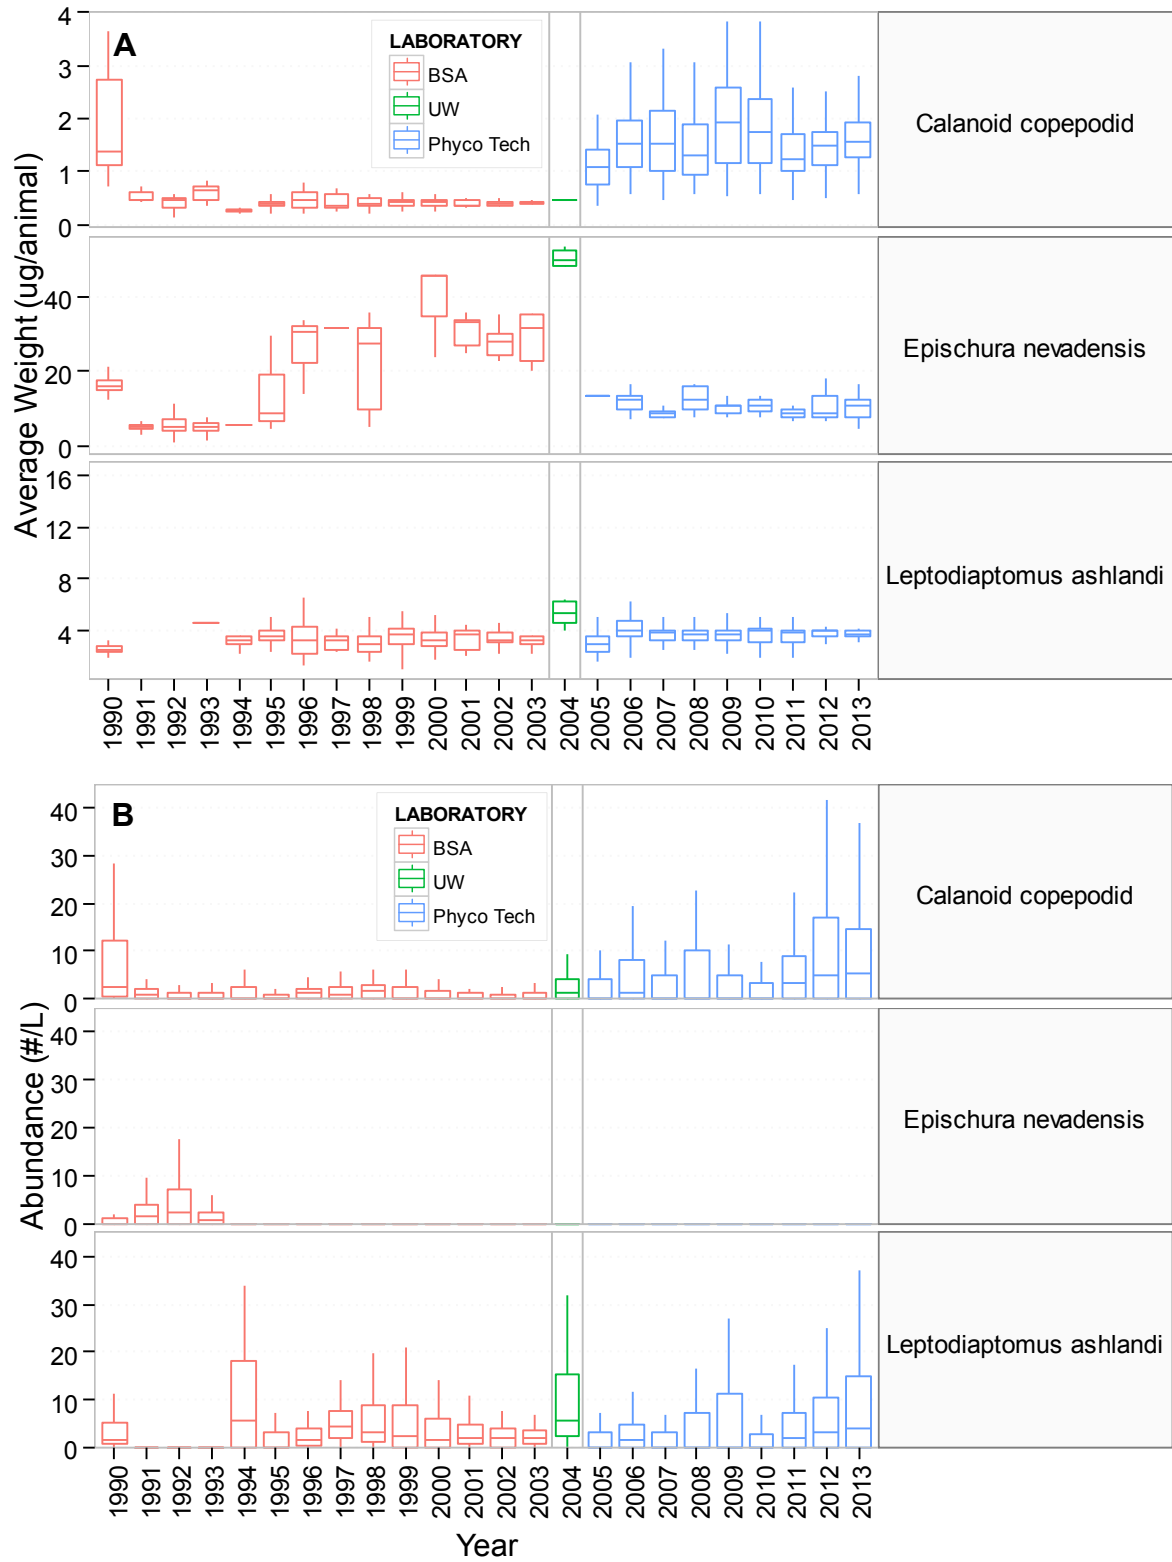 A
LABORATORY
BSA
UW
Phyco Tech
Average Weight (ug/animal)
4
3
2
1
0
Calanoid copepodid
40
20
0
Epischura nevadensis
16
12
8
4
Leptodiaptomus ashlandi
1990 1991 1992 1993 1994 1995 1996 1997 1998 1999 2000 2001 2002 2003 2004 2005 2006 2007 2008 2009 2010 2011 2012 2013
B
LABORATORY
BSA
UW
Phyco Tech
Abundance (#/L)
40
30
20
10
0
Calanoid copepodid
40
30
20
10
0
Epischura nevadensis
40
30
20
10
0
Leptodiaptomus ashlandi
1990 1991 1992 1993 1994 1995 1996 1997 1998 1999 2000 2001 2002 2003 2004 2005 2006 2007 2008 2009 2010 2011 2012 2013
Year